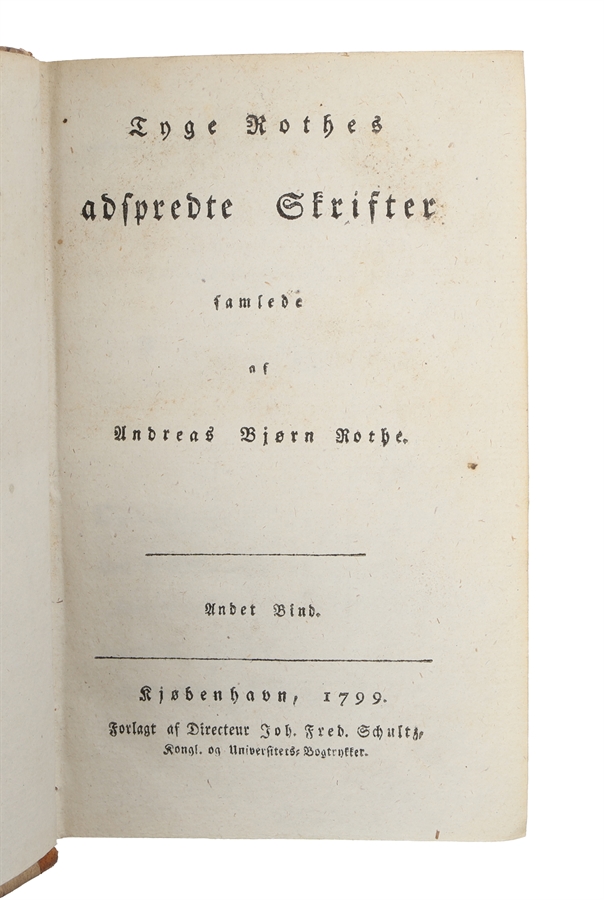 Tyge Rothes
adspredte Skrifter
samlede
af
Andreas Bjørn Rothe.
Andet Bind.
Kjøbenhavn, 1799.
Forlagt af Directeur Joh. Fred. Schultz,
Kongl. og Universitets-Bogtrykker.